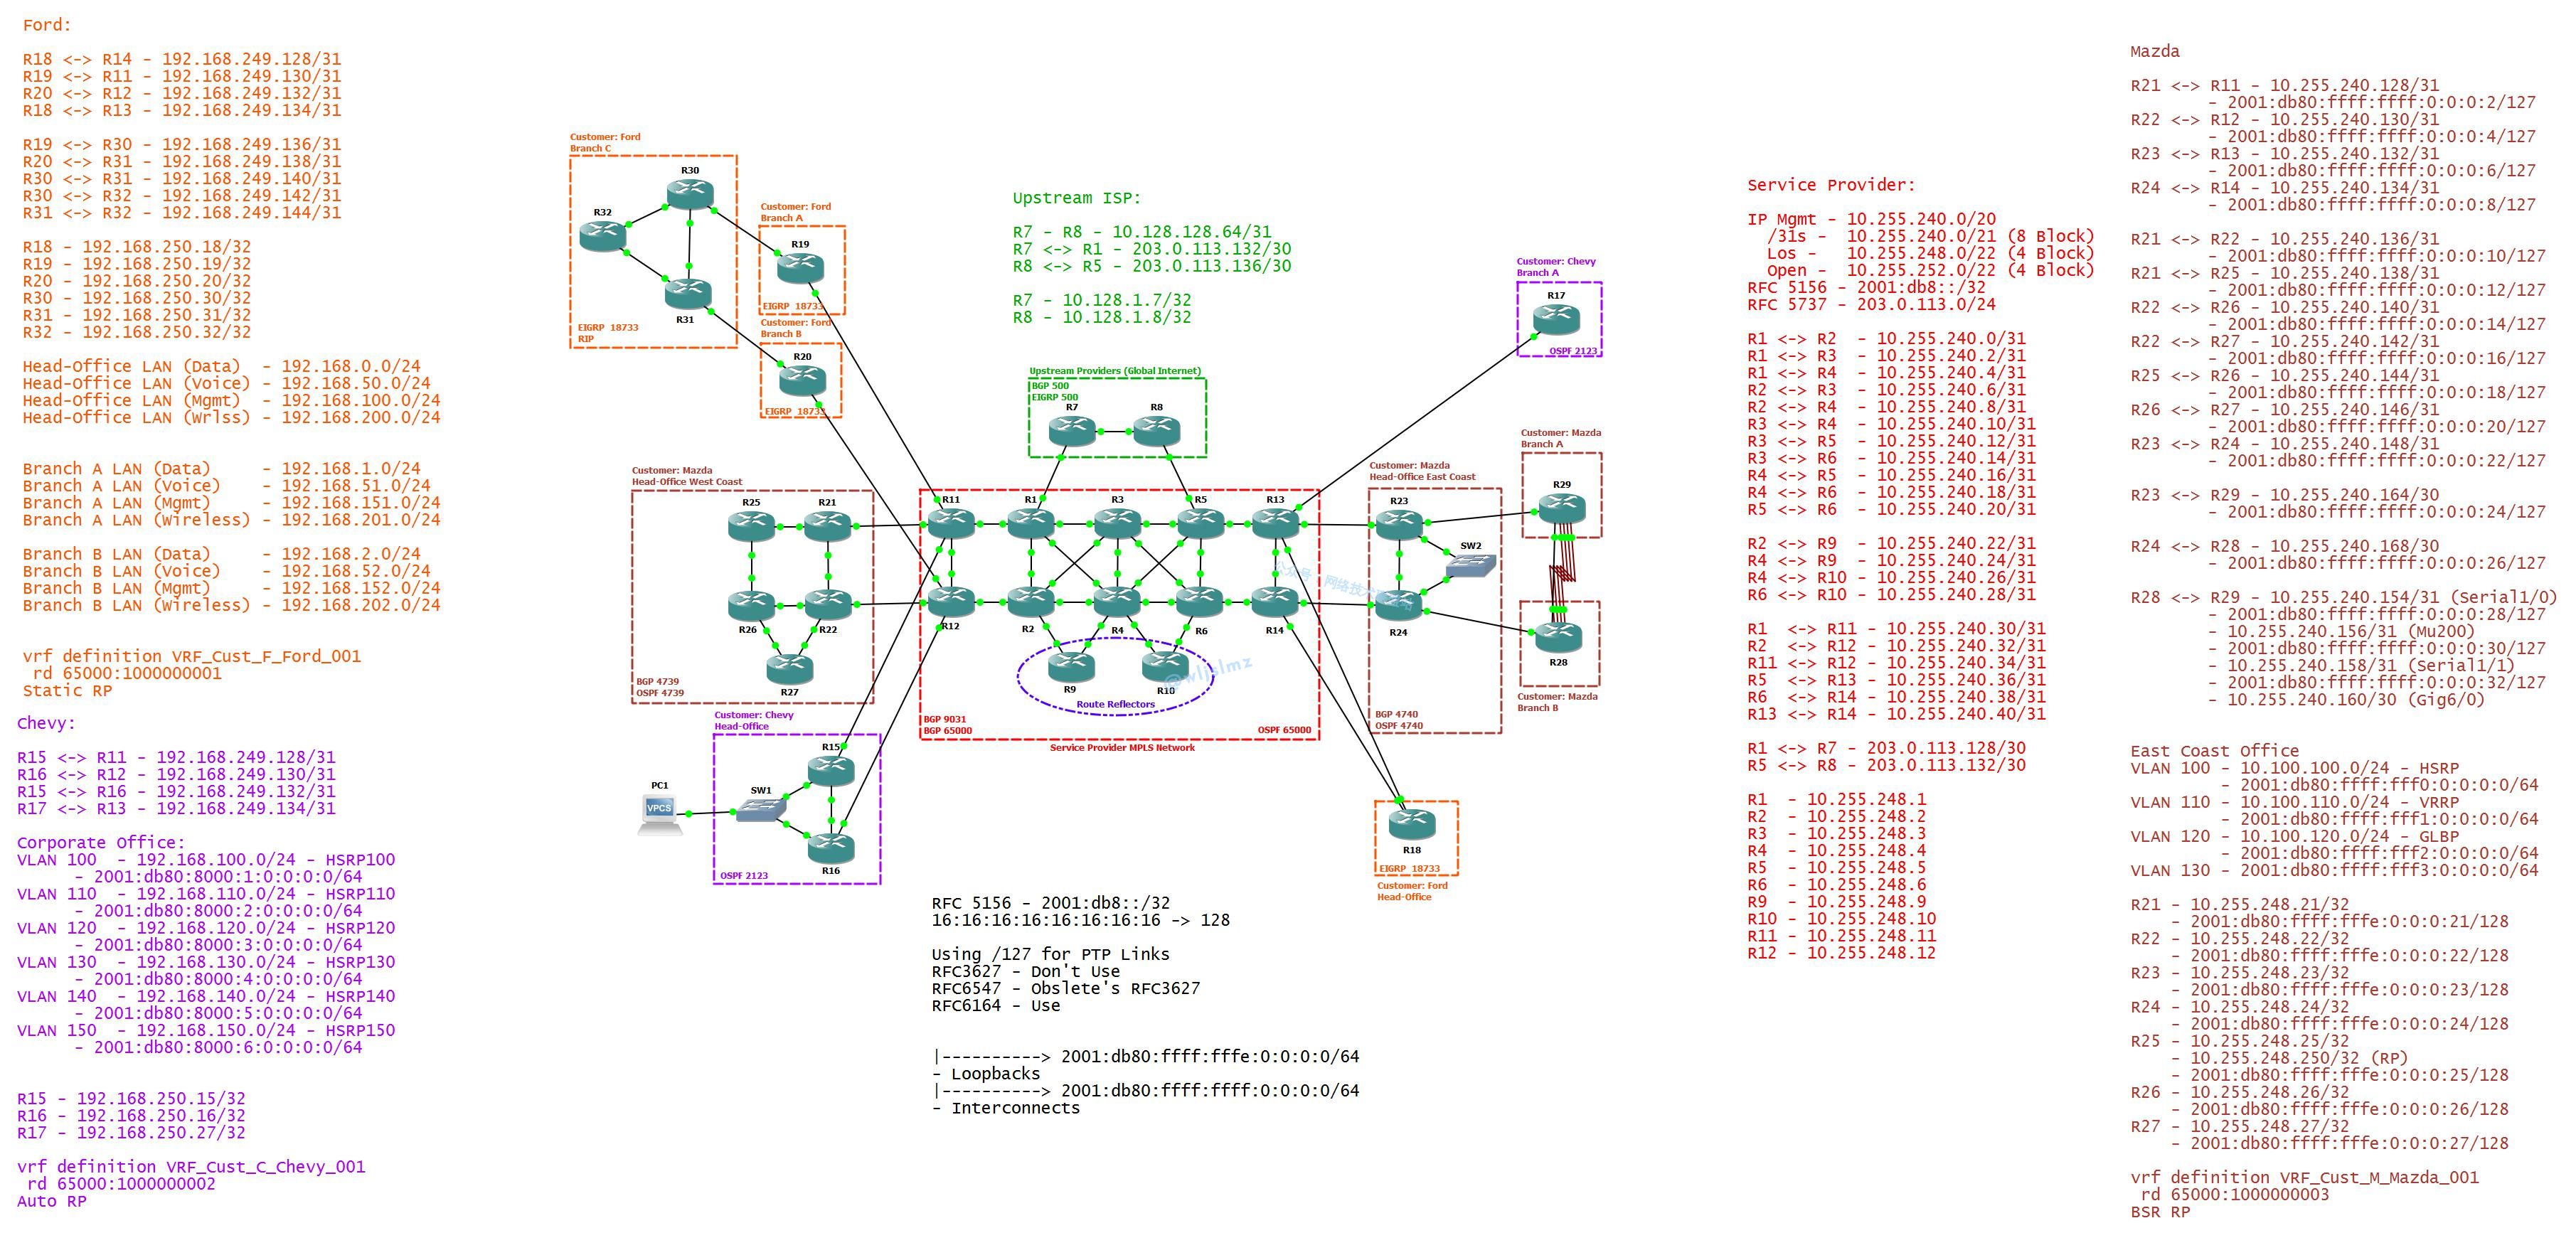 Ford:
R18 <-> R14 - 192.168.249.128/31
R19 <-> R11 - 192.168.249.130/31
R20 <-> R12 - 192.168.249.132/31
R18 <-> R13 - 192.168.249.134/31
R19 <-> R30 - 192.168.249.136/31
R20 <-> R31 - 192.168.249.138/31
R30 <-> R31 - 192.168.249.140/31
R30 <-> R32 - 192.168.249.142/31
R31 <-> R32 - 192.168.249.144/31
R18 - 192.168.250.18/32
R19 - 192.168.250.19/32
R20 - 192.168.250.20/32
R30 - 192.168.250.30/32
R31 - 192.168.250.31/32
R32 - 192.168.250.32/32
Head-Office LAN (Data)  - 192.168.0.0/24
Head-Office LAN (Voice) - 192.168.50.0/24
Head-Office LAN (Mgmt)  - 192.168.100.0/24
Head-Office LAN (Wrlss) - 192.168.200.0/24
Branch A LAN (Data)     - 192.168.1.0/24
Branch A LAN (Voice)    - 192.168.51.0/24
Branch A LAN (Mgmt)     - 192.168.151.0/24
Branch A LAN (Wireless) - 192.168.201.0/24
Branch B LAN (Data)     - 192.168.2.0/24
Branch B LAN (Voice)    - 192.168.52.0/24
Branch B LAN (Mgmt)     - 192.168.152.0/24
Branch B LAN (Wireless) - 192.168.202.0/24
vrf definition VRF_Cust_F_Ford_001
rd 65000:1000000001
Static RP
Chevy:
R15 <-> R11 - 192.168.249.128/31
R16 <-> R12 - 192.168.249.130/31
R15 <-> R16 - 192.168.249.132/31
R17 <-> R13 - 192.168.249.134/31
Corporate Office:
VLAN 100  - 192.168.100.0/24 - HSRP100
- 2001:db80:8000:1:0:0:0:0/64
VLAN 110  - 192.168.110.0/24 - HSRP110
- 2001:db80:8000:2:0:0:0:0/64
VLAN 120  - 192.168.120.0/24 - HSRP120
- 2001:db80:8000:3:0:0:0:0/64
VLAN 130  - 192.168.130.0/24 - HSRP130
- 2001:db80:8000:4:0:0:0:0/64
VLAN 140  - 192.168.140.0/24 - HSRP140
- 2001:db80:8000:5:0:0:0:0/64
VLAN 150  - 192.168.150.0/24 - HSRP150
- 2001:db80:8000:6:0:0:0:0/64
R15 - 192.168.250.15/32
R16 - 192.168.250.16/32
R17 - 192.168.250.27/32
vrf definition VRF_Cust_C_Chevy_001
rd 65000:1000000002
Auto RP
Customer: Ford
Branch C
R30
R32
R31
EIGRP 18733
RIP
Customer: Ford
Branch A
R19
EIGRP 18733
Customer: Ford
Branch B
R20
EIGRP 18733
Upstream ISP:
R7 - R8 - 10.128.128.64/31
R7 <-> R1 - 203.0.113.132/30
R8 <-> R5 - 203.0.113.136/30
R7 - 10.128.1.7/32
R8 - 10.128.1.8/32
Upstream Providers (Global Internet)
BGP 500
EIGRP 500
R7
R8
Customer: Chevy
Branch A
R17
OSPF 2123
Customer: Mazda
Head-Office West Coast
R25
R21
R26
R22
R27
BGP 4739
OSPF 4739
R11
R1
R3
R5
R13
R12
R2
R4
R6
R14
R9
R10
Route Reflectors
BGP 9031
BGP 65000
OSPF 65000
Service Provider MPLS Network
Customer: Mazda
Head-Office East Coast
R23
SW2
R24
BGP 4740
OSPF 4740
Customer: Mazda
Branch A
R29
R28
Customer: Mazda
Branch B
Customer: Chevy
Head-Office
R15
PC1
VPCS
SW1
R16
OSPF 2123
R18
EIGRP 18733
Customer: Ford
Head-Office
@wljslmz
RFC 5156 - 2001:db8::/32
16:16:16:16:16:16:16:16 -> 128
Using /127 for PTP Links
RFC3627 - Don't Use
RFC6547 - Obslete's RFC3627
RFC6164 - Use
|----------> 2001:db80:ffff:fffe:0:0:0:0/64
- Loopbacks
|----------> 2001:db80:ffff:ffff:0:0:0:0/64
- Interconnects
Service Provider:
IP Mgmt - 10.255.240.0/20
/31s -  10.255.240.0/21 (8 Block)
Los -   10.255.248.0/22 (4 Block)
Open -  10.255.252.0/22 (4 Block)
RFC 5156 - 2001:db8::/32
RFC 5737 - 203.0.113.0/24
R1 <-> R2  - 10.255.240.0/31
R1 <-> R3  - 10.255.240.2/31
R1 <-> R4  - 10.255.240.4/31
R2 <-> R3  - 10.255.240.6/31
R2 <-> R4  - 10.255.240.8/31
R3 <-> R4  - 10.255.240.10/31
R3 <-> R5  - 10.255.240.12/31
R3 <-> R6  - 10.255.240.14/31
R4 <-> R5  - 10.255.240.16/31
R4 <-> R6  - 10.255.240.18/31
R5 <-> R6  - 10.255.240.20/31
R2 <-> R9  - 10.255.240.22/31
R4 <-> R9  - 10.255.240.24/31
R4 <-> R10 - 10.255.240.26/31
R6 <-> R10 - 10.255.240.28/31
R1  <-> R11 - 10.255.240.30/31
R2  <-> R12 - 10.255.240.32/31
R11 <-> R12 - 10.255.240.34/31
R5  <-> R13 - 10.255.240.36/31
R6  <-> R14 - 10.255.240.38/31
R13 <-> R14 - 10.255.240.40/31
R1 <-> R7 - 203.0.113.128/30
R5 <-> R8 - 203.0.113.132/30
R1  - 10.255.248.1
R2  - 10.255.248.2
R3  - 10.255.248.3
R4  - 10.255.248.4
R5  - 10.255.248.5
R6  - 10.255.248.6
R9  - 10.255.248.9
R10 - 10.255.248.10
R11 - 10.255.248.11
R12 - 10.255.248.12
Mazda
R21 <-> R11 - 10.255.240.128/31
- 2001:db80:ffff:ffff:0:0:0:2/127
R22 <-> R12 - 10.255.240.130/31
- 2001:db80:ffff:ffff:0:0:0:4/127
R23 <-> R13 - 10.255.240.132/31
- 2001:db80:ffff:ffff:0:0:0:6/127
R24 <-> R14 - 10.255.240.134/31
- 2001:db80:ffff:ffff:0:0:0:8/127
R21 <-> R22 - 10.255.240.136/31
- 2001:db80:ffff:ffff:0:0:0:10/127
R21 <-> R25 - 10.255.240.138/31
- 2001:db80:ffff:ffff:0:0:0:12/127
R22 <-> R26 - 10.255.240.140/31
- 2001:db80:ffff:ffff:0:0:0:14/127
R22 <-> R27 - 10.255.240.142/31
- 2001:db80:ffff:ffff:0:0:0:16/127
R25 <-> R26 - 10.255.240.144/31
- 2001:db80:ffff:ffff:0:0:0:18/127
R26 <-> R27 - 10.255.240.146/31
- 2001:db80:ffff:ffff:0:0:0:20/127
R23 <-> R24 - 10.255.240.148/31
- 2001:db80:ffff:ffff:0:0:0:22/127
R23 <-> R29 - 10.255.240.164/30
- 2001:db80:ffff:ffff:0:0:0:24/127
R24 <-> R28 - 10.255.240.168/30
- 2001:db80:ffff:ffff:0:0:0:26/127
R28 <-> R29 - 10.255.240.154/31 (Serial1/0)
- 2001:db80:ffff:ffff:0:0:0:28/127
- 10.255.240.156/31 (Mu200)
- 2001:db80:ffff:ffff:0:0:0:30/127
- 10.255.240.158/31 (Serial1/1)
- 2001:db80:ffff:ffff:0:0:0:32/127
- 10.255.240.160/30 (Gig6/0)
East Coast Office
VLAN 100 - 10.100.100.0/24 - HSRP
- 2001:db80:ffff:fff0:0:0:0:0/64
VLAN 110 - 10.100.110.0/24 - VRRP
- 2001:db80:ffff:fff1:0:0:0:0/64
VLAN 120 - 10.100.120.0/24 - GLBP
- 2001:db80:ffff:fff2:0:0:0:0/64
VLAN 130 - 2001:db80:ffff:fff3:0:0:0:0/64
R21 - 10.255.248.21/32
- 2001:db80:ffff:fffe:0:0:0:21/128
R22 - 10.255.248.22/32
- 2001:db80:ffff:fffe:0:0:0:22/128
R23 - 10.255.248.23/32
- 2001:db80:ffff:fffe:0:0:0:23/128
R24 - 10.255.248.24/32
- 2001:db80:ffff:fffe:0:0:0:24/128
R25 - 10.255.248.25/32
- 10.255.248.250/32 (RP)
- 2001:db80:ffff:fffe:0:0:0:25/128
R26 - 10.255.248.26/32
- 2001:db80:ffff:fffe:0:0:0:26/128
R27 - 10.255.248.27/32
- 2001:db80:ffff:fffe:0:0:0:27/128
vrf definition VRF_Cust_M_Mazda_001
rd 65000:1000000003
BSR RP